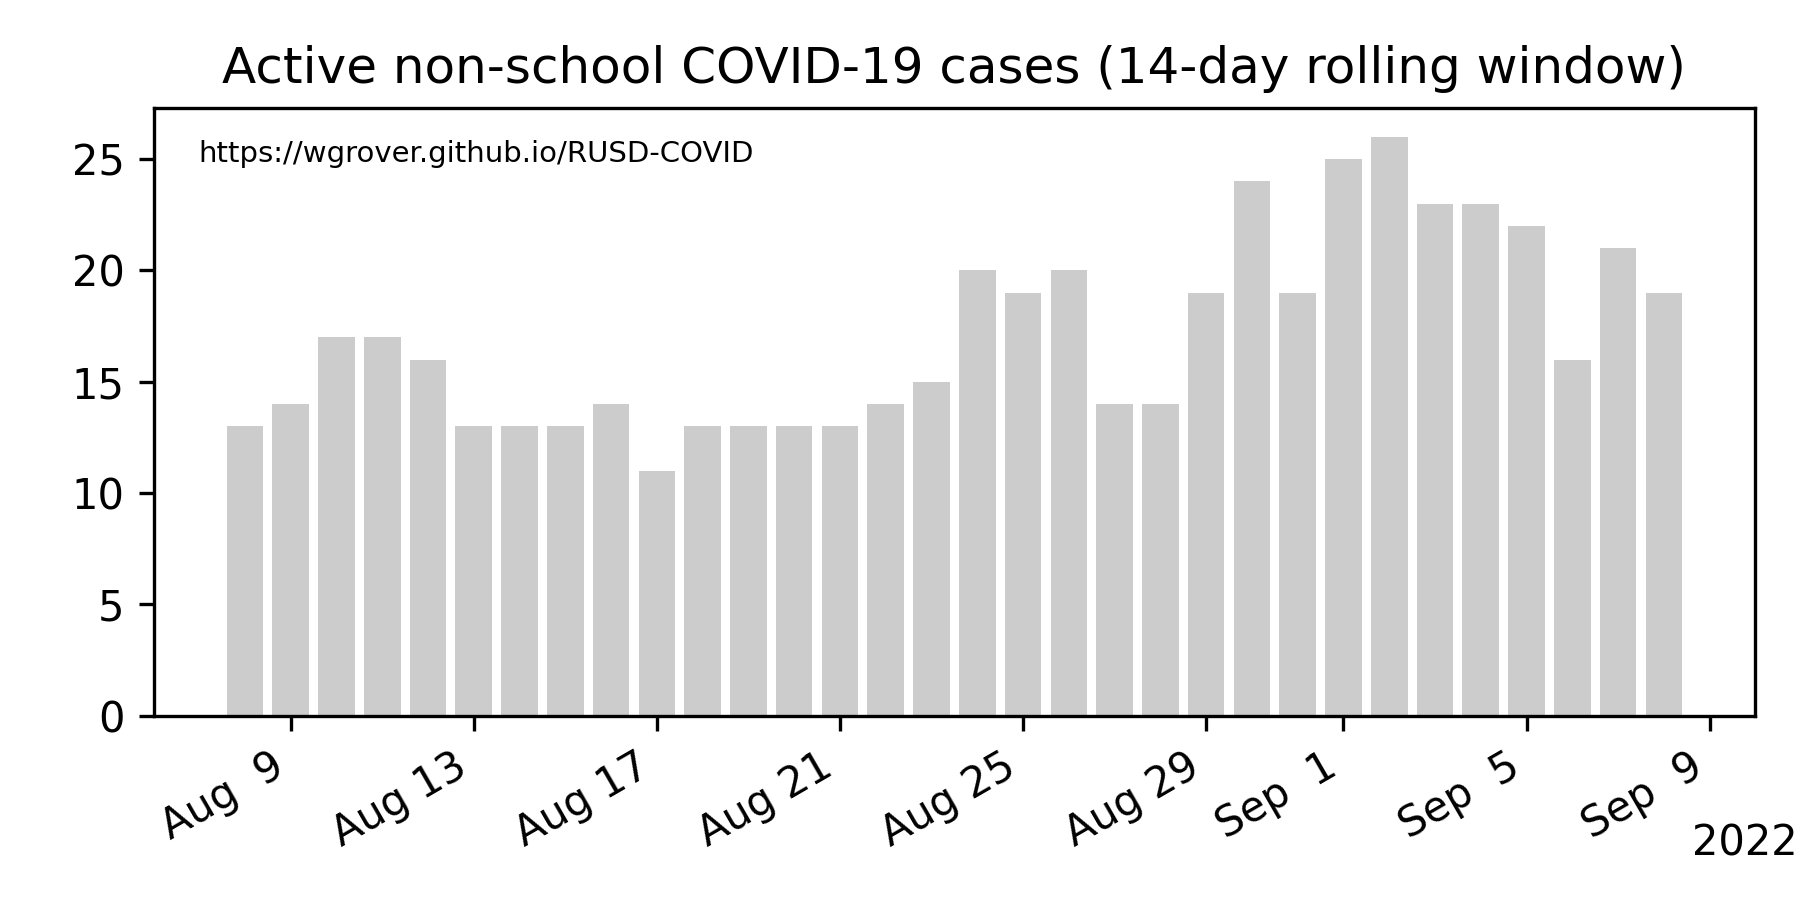 Active non-school COVID-19 cases (14-day rolling window)
https://wgrover.github.io/RUSD-COVID
25
20
15
10
5
0
Aug 9
Aug 13
Aug 17
Aug 21
Aug 25
Aug 29
Sep 1
Sep 5
Sep 9
2022